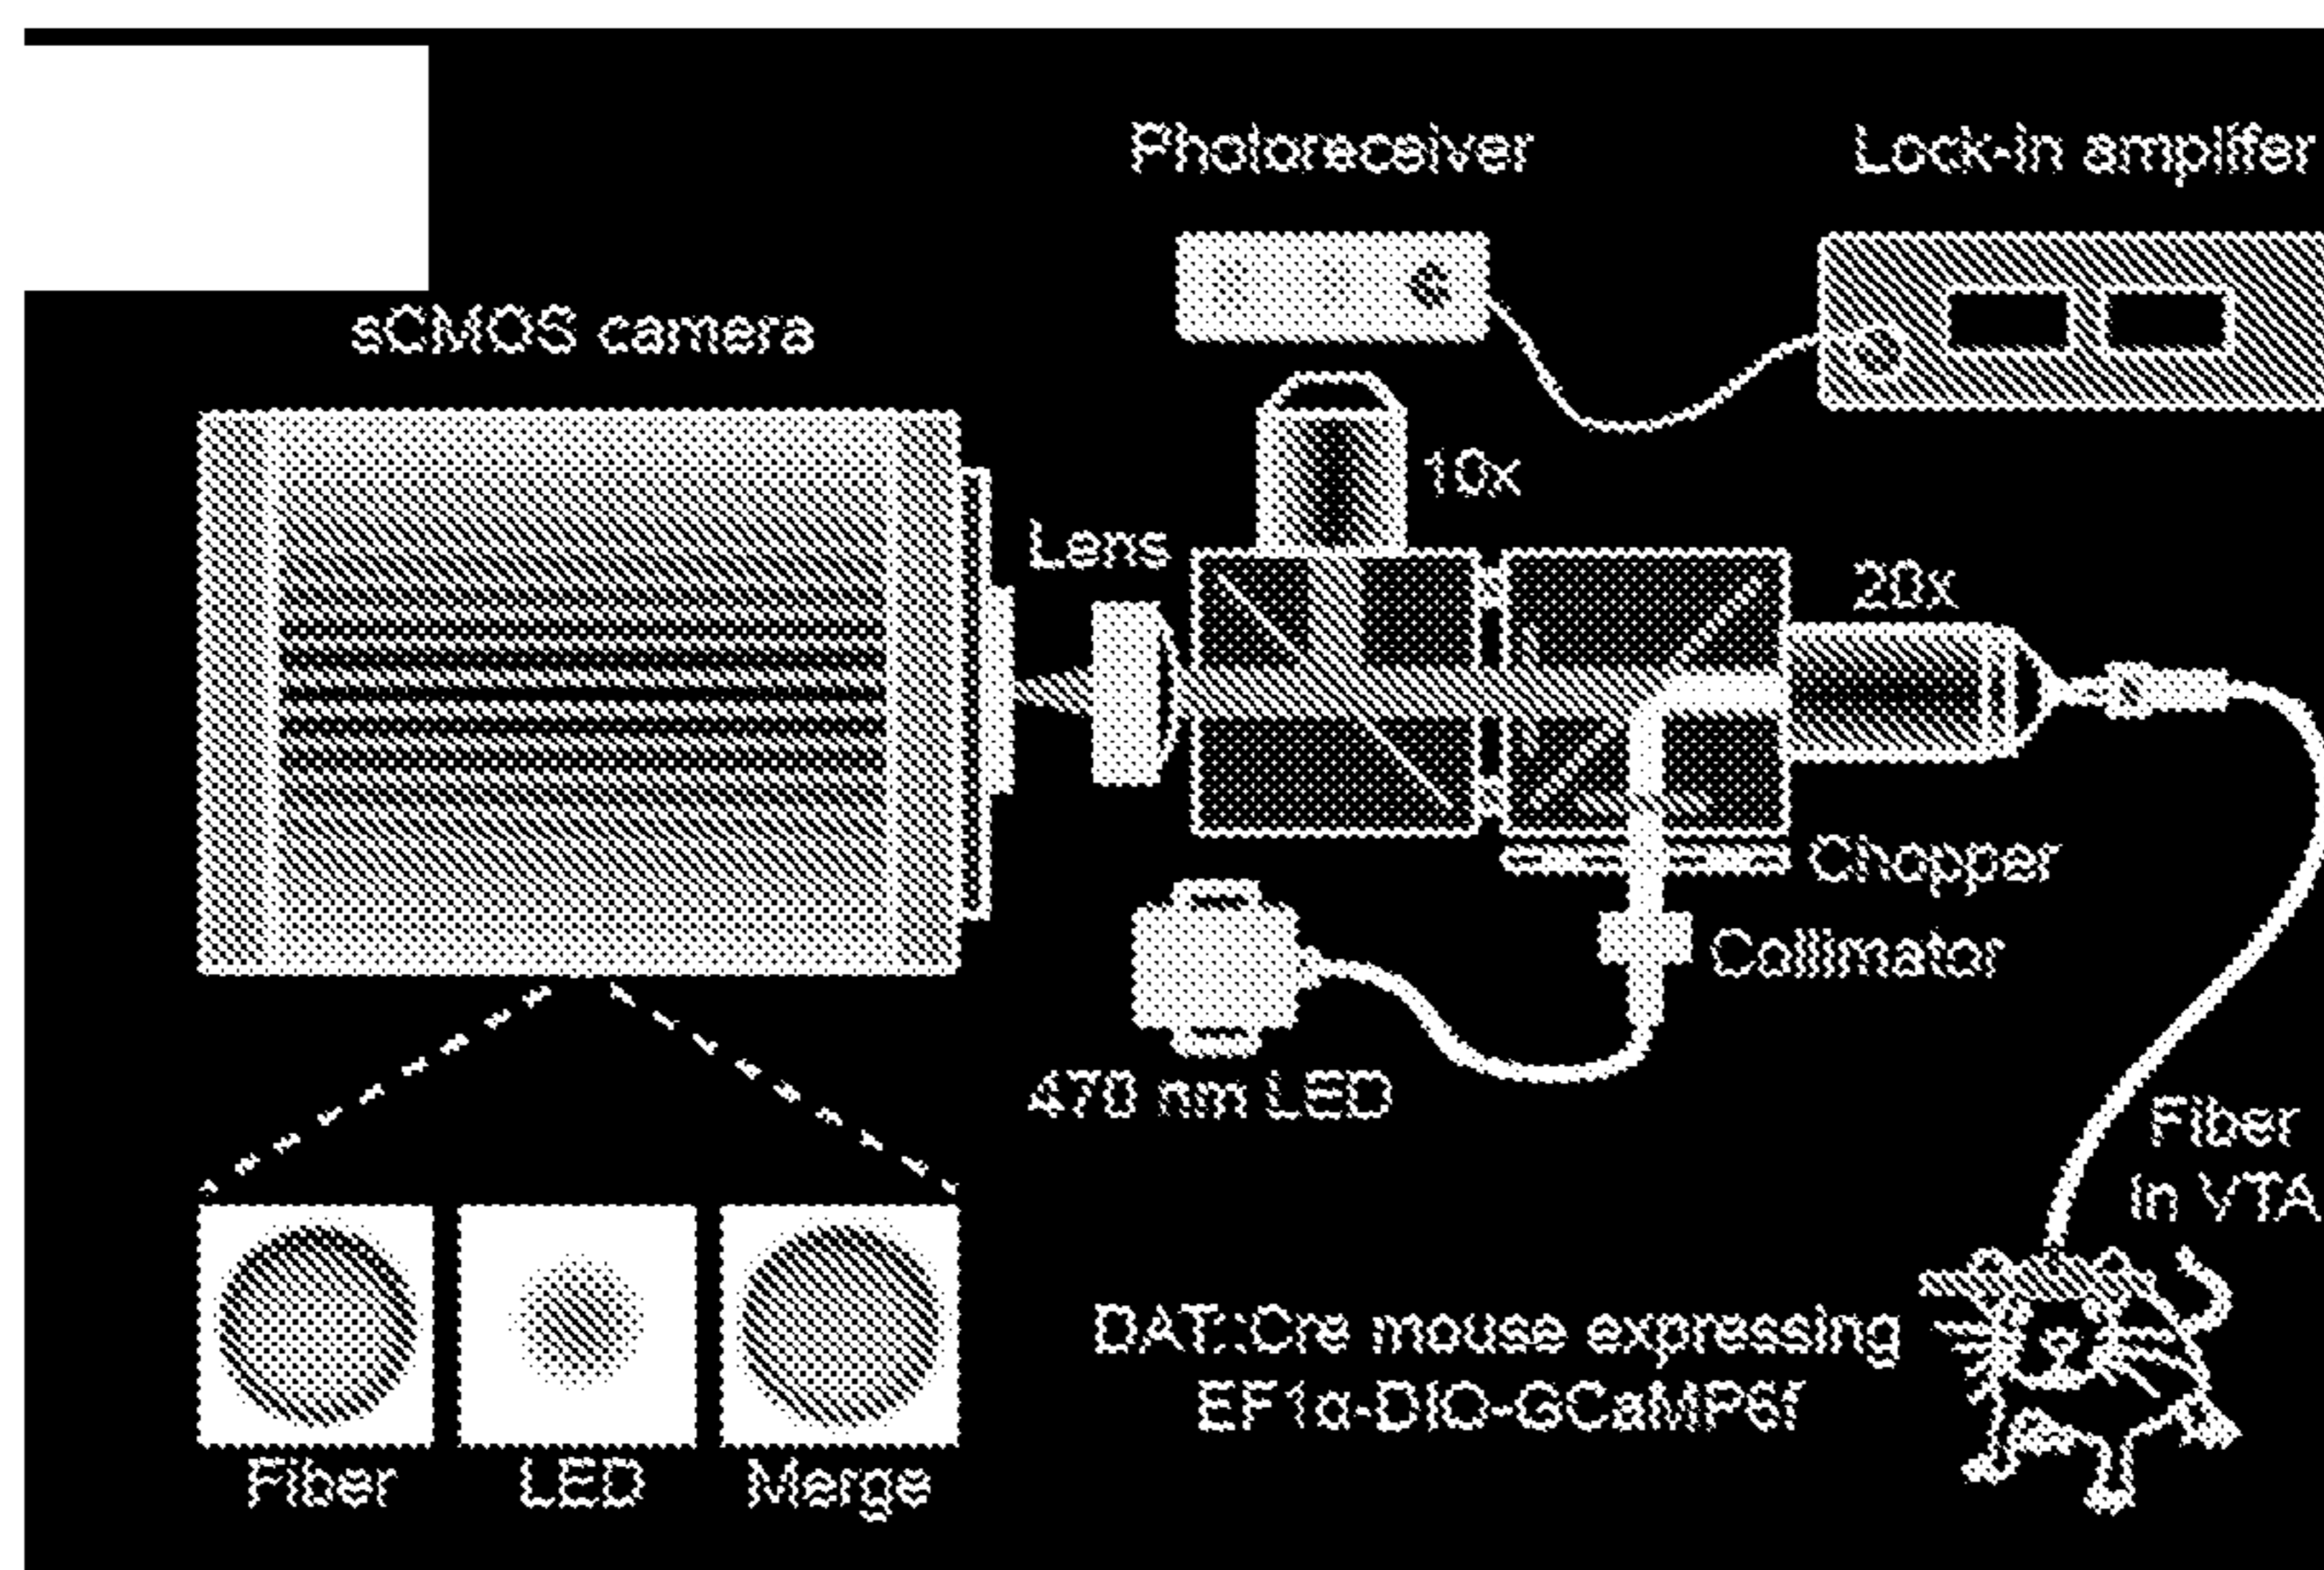 Photoreceiver
Lock-in amplifer
sCMOS camera
10x
Lens
20x
Chopper
Collimator
470 nm LED
Fiber
in VTA
DAT::Cre mouse expressing
EF1α-DIO-GCaMP6f
Fiber
LED
Merge